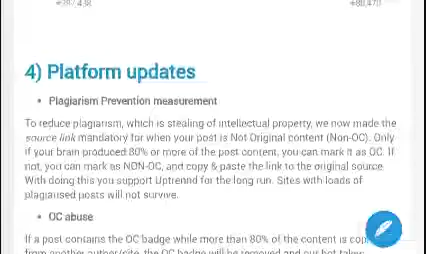 4) Platform updates
Plagiarism Prevention measurement
To reduce plagiarism, which is stealing of intellectual property, we now made the
source link mandatory for when your post is Not Original content (Non-OC). Only
if your brain produced 80% or more of the post content, you can mark it as OC. If
not, you can mark as NON-OC, and copy & paste the link to the original source.
With doing this you support Uptrennd for the long run. Sites with loads of
plagiarised posts will not survive.
OC abuse
If a post contains the OC badge while more than 80% of the content is
from another author/site, the OC badge will be removed and our bot